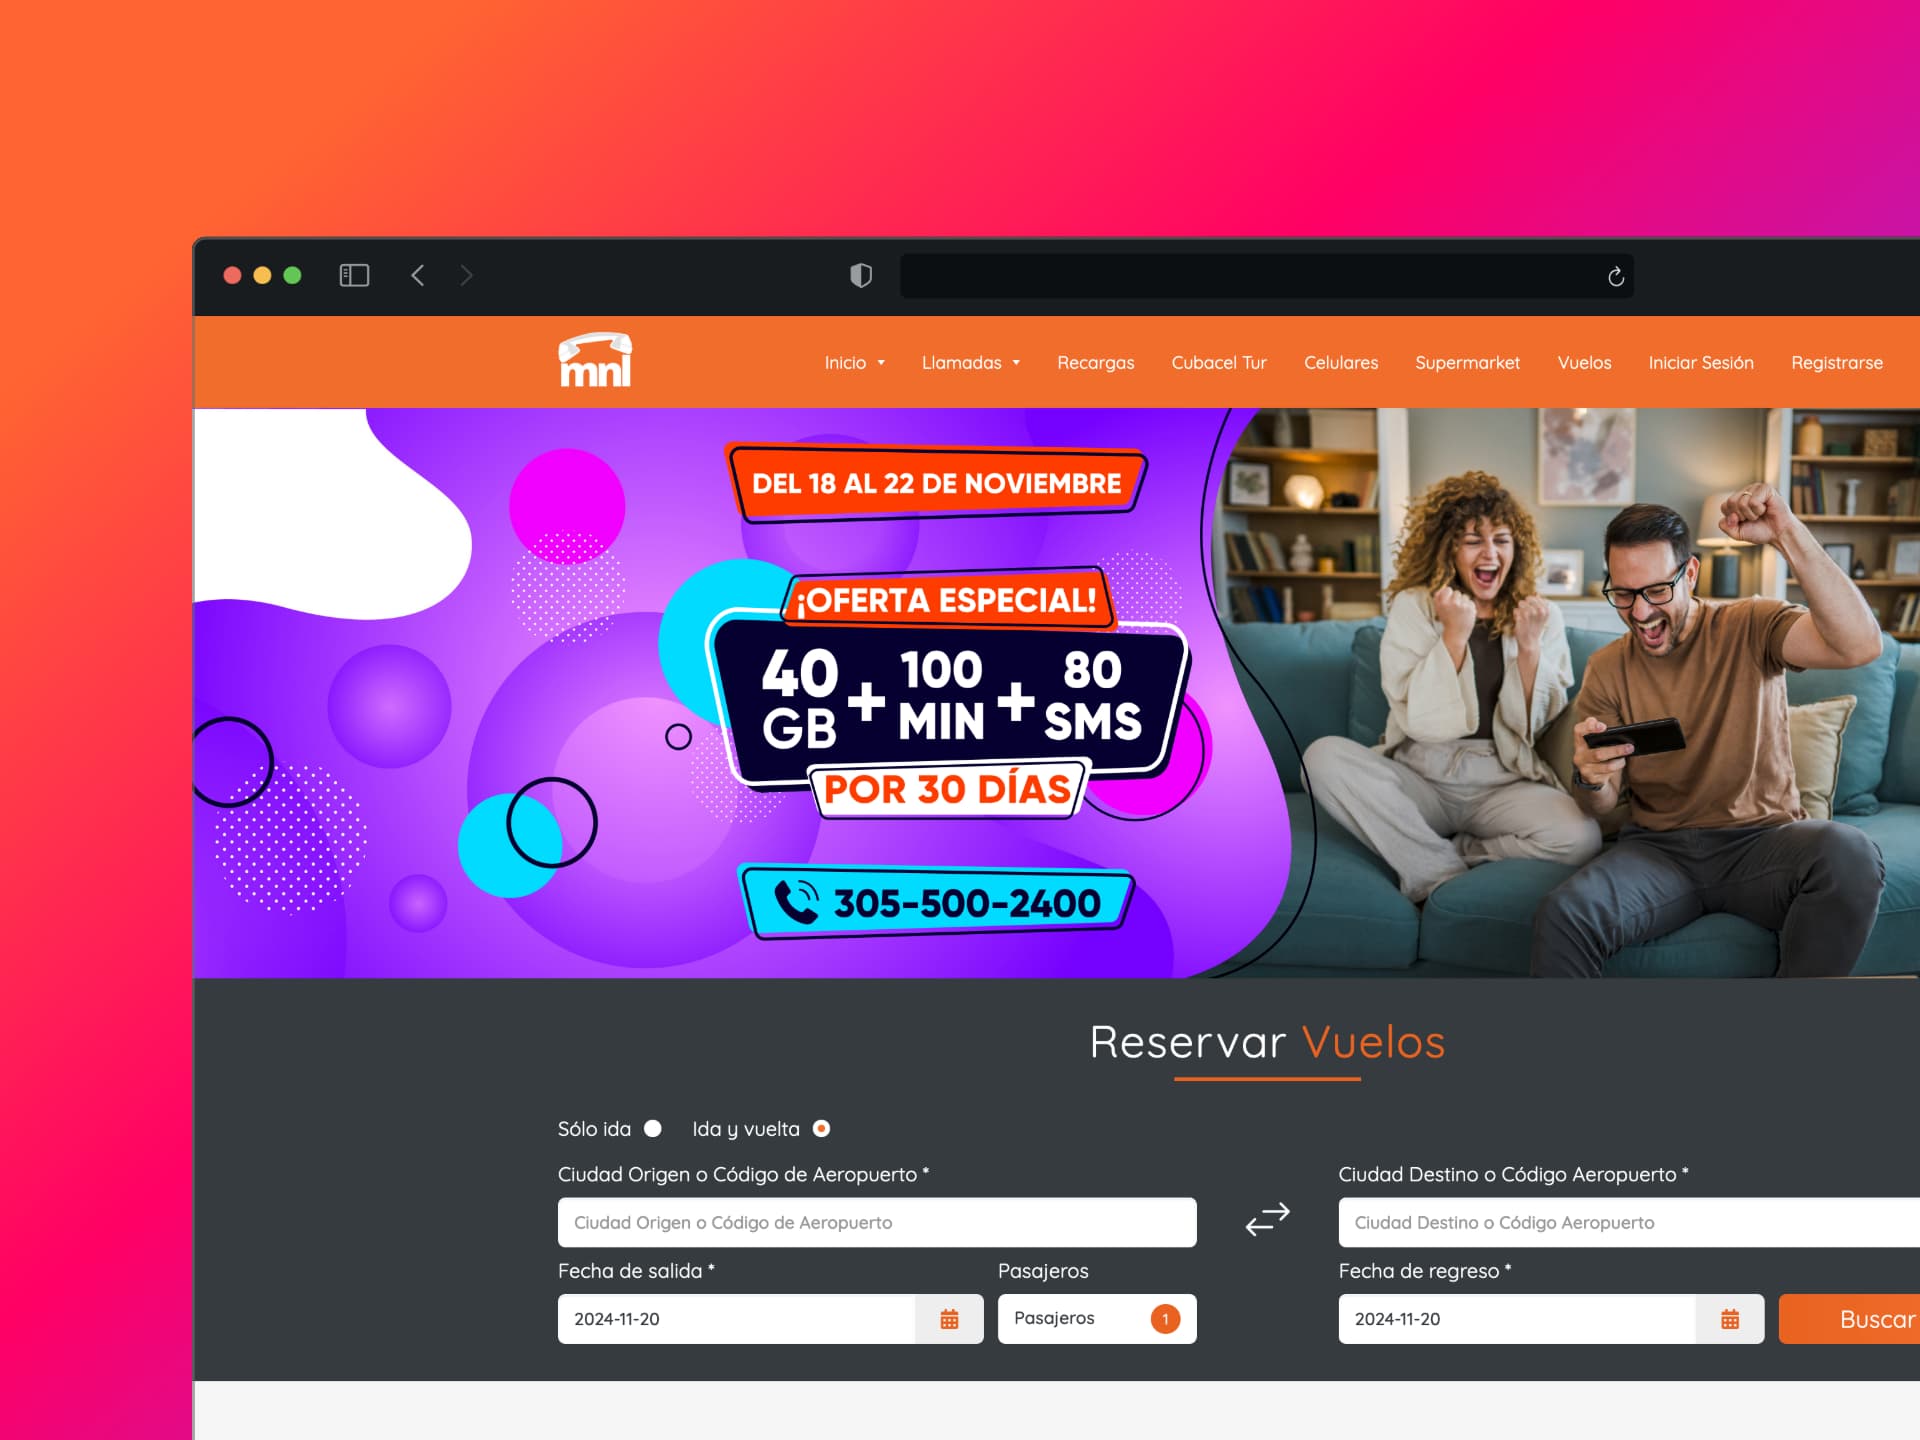 mnl
Inicio Llamadas Recargas Cubacel Tur Celulares Supermarket Vuelos Iniciar Sesión Registrarse
DEL 18 AL 22 DE NOVIEMBRE
¡OFERTA ESPECIAL!
40 GB + 100 MIN + 80 SMS
POR 30 DÍAS
305-500-2400
Reservar Vuelos
Sólo ida Ida y vuelta
Ciudad Origen o Código de Aeropuerto *
Ciudad Origen o Código de Aeropuerto
Ciudad Destino o Código Aeropuerto *
Ciudad Destino o Código Aeropuerto
Fecha de salida *
2024-11-20
Pasajeros
Pasajeros 1
Fecha de regreso *
2024-11-20
Buscar